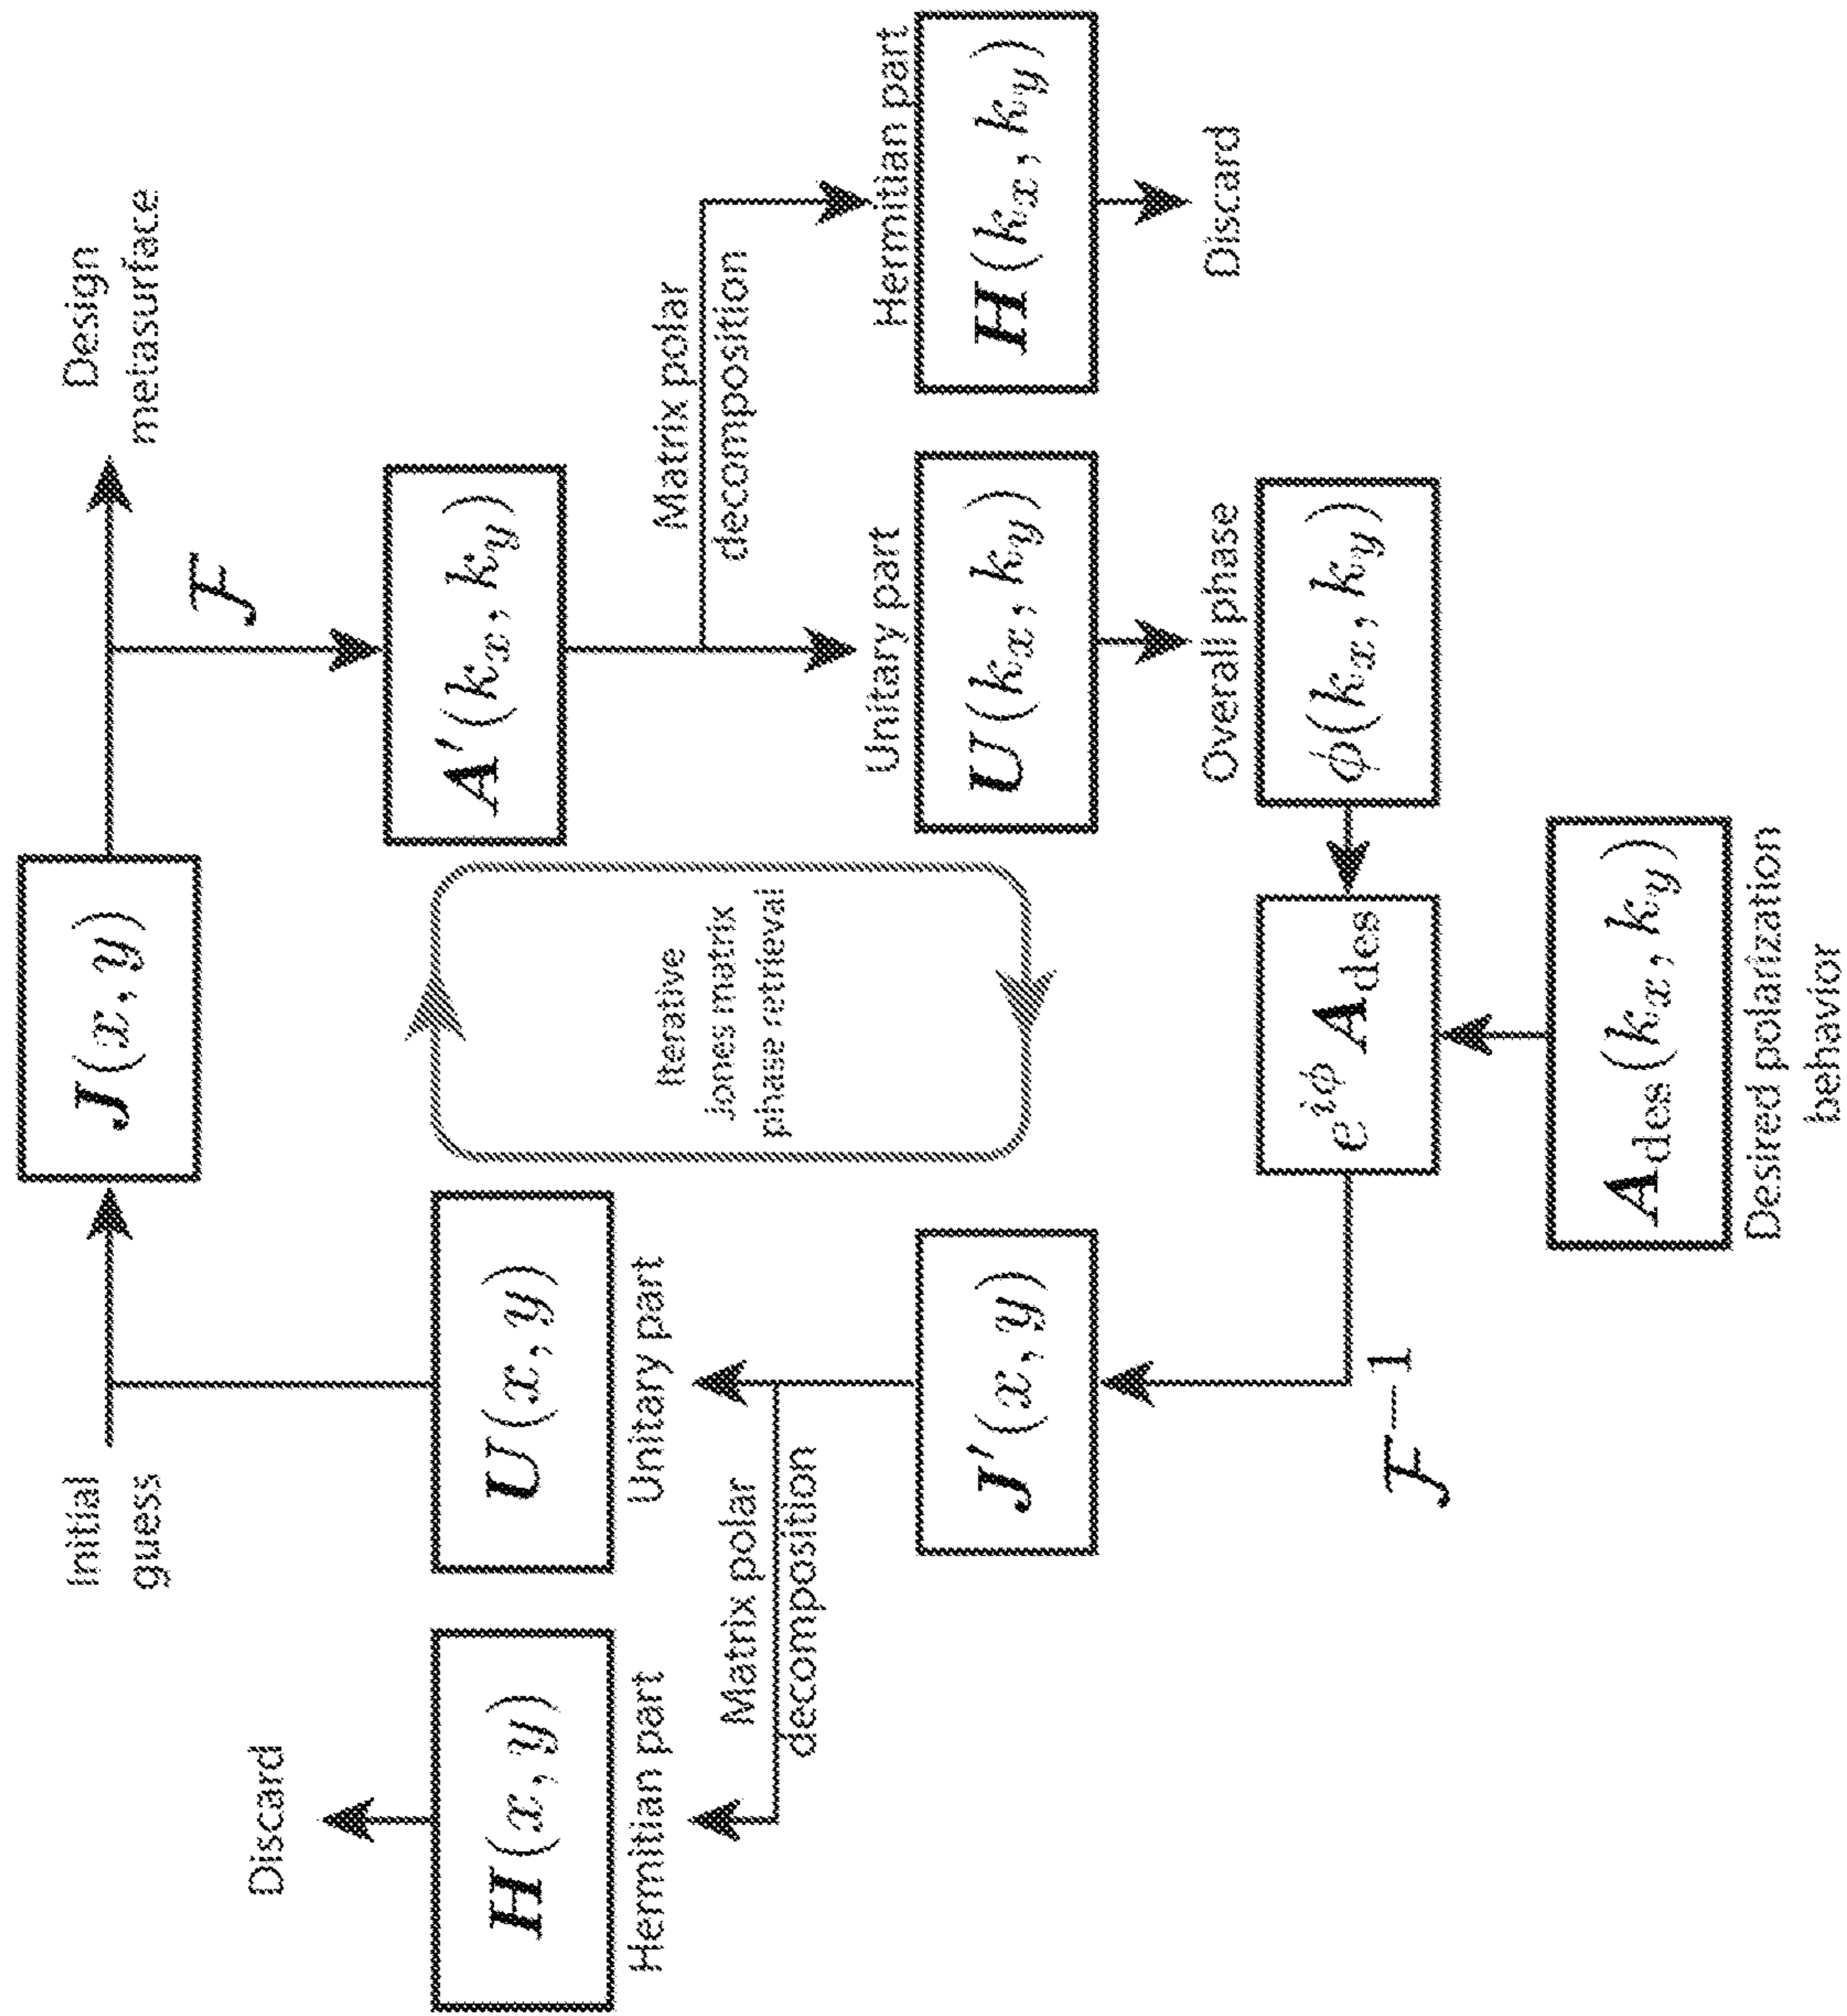 Initial
guess
J(x, y)
Design
metasurface
Discard
H(x, y)
Hermitian part
U(x, y)
Unitary part
Matrix polar
decomposition
J′(x, y)
F−1
Iterative
Jones matrix
phase retrieval
F
A′(kx, ky)
Matrix polar
decomposition
Unitary part
U(kx, ky)
Hermitian part
H(kx, ky)
Discard
Overall phase
ϕ(kx, ky)
eiϕ Ades
Ades(kx, ky)
Desired polarization
behavior